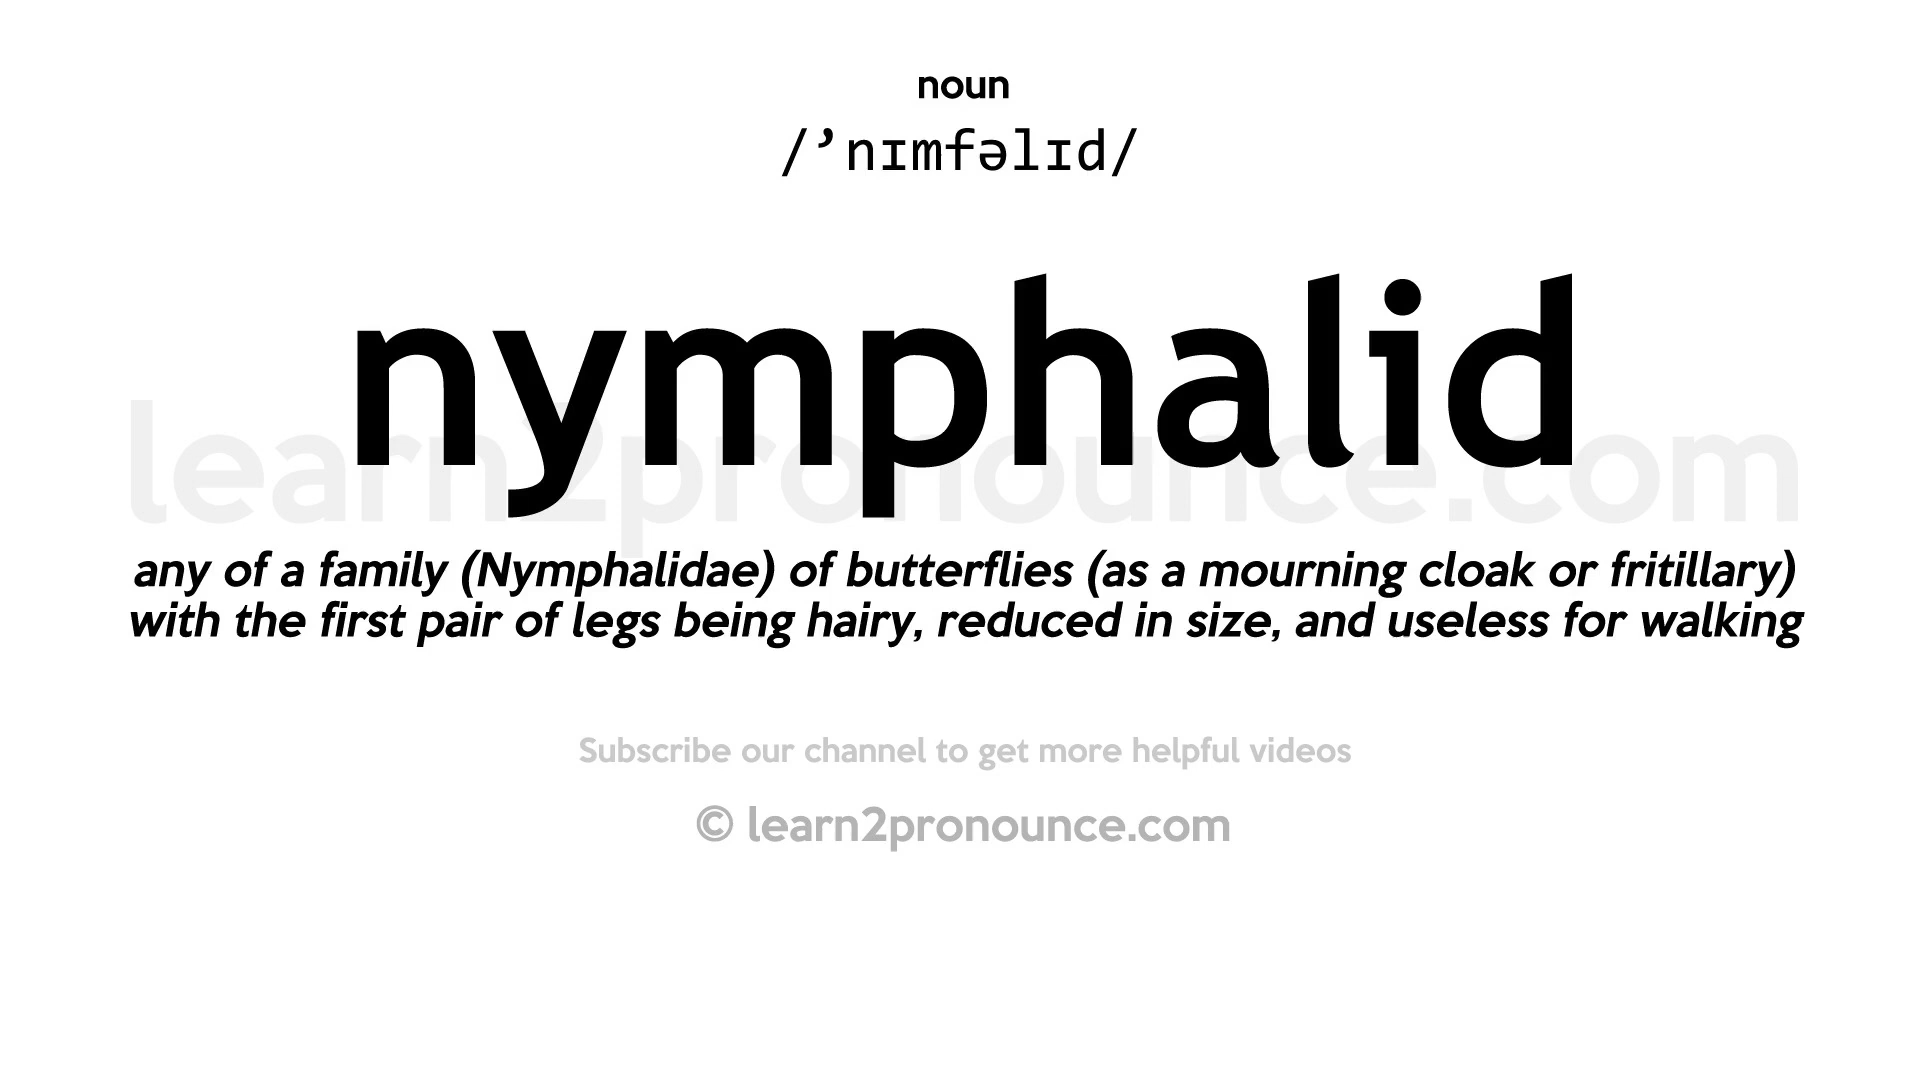 noun
/’nɪmfəlɪd/
nymphalid
learn2pronounce.com
any of a family (Nymphalidae) of butterflies (as a mourning cloak or fritillary)
with the first pair of legs being hairy, reduced in size, and useless for walking
Subscribe our channel to get more helpful videos
© learn2pronounce.com